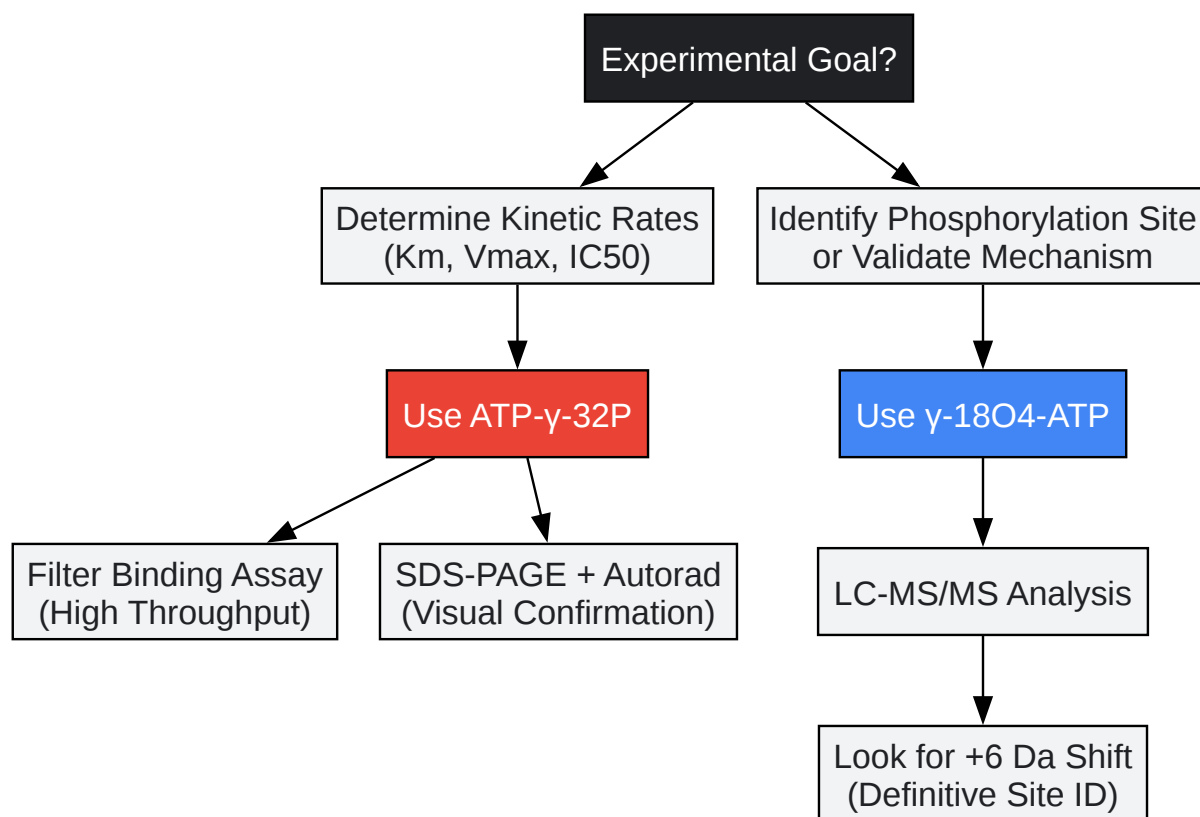 Experimental Goal?
Determine Kinetic Rates
(Km, Vmax, IC50)
Identify Phosphorylation Site
or Validate Mechanism
Use ATP-γ-32P
Use γ-18O4-ATP
Filter Binding Assay
(High Throughput)
SDS-PAGE + Autorad
(Visual Confirmation)
LC-MS/MS Analysis
Look for +6 Da Shift
(Definitive Site ID)